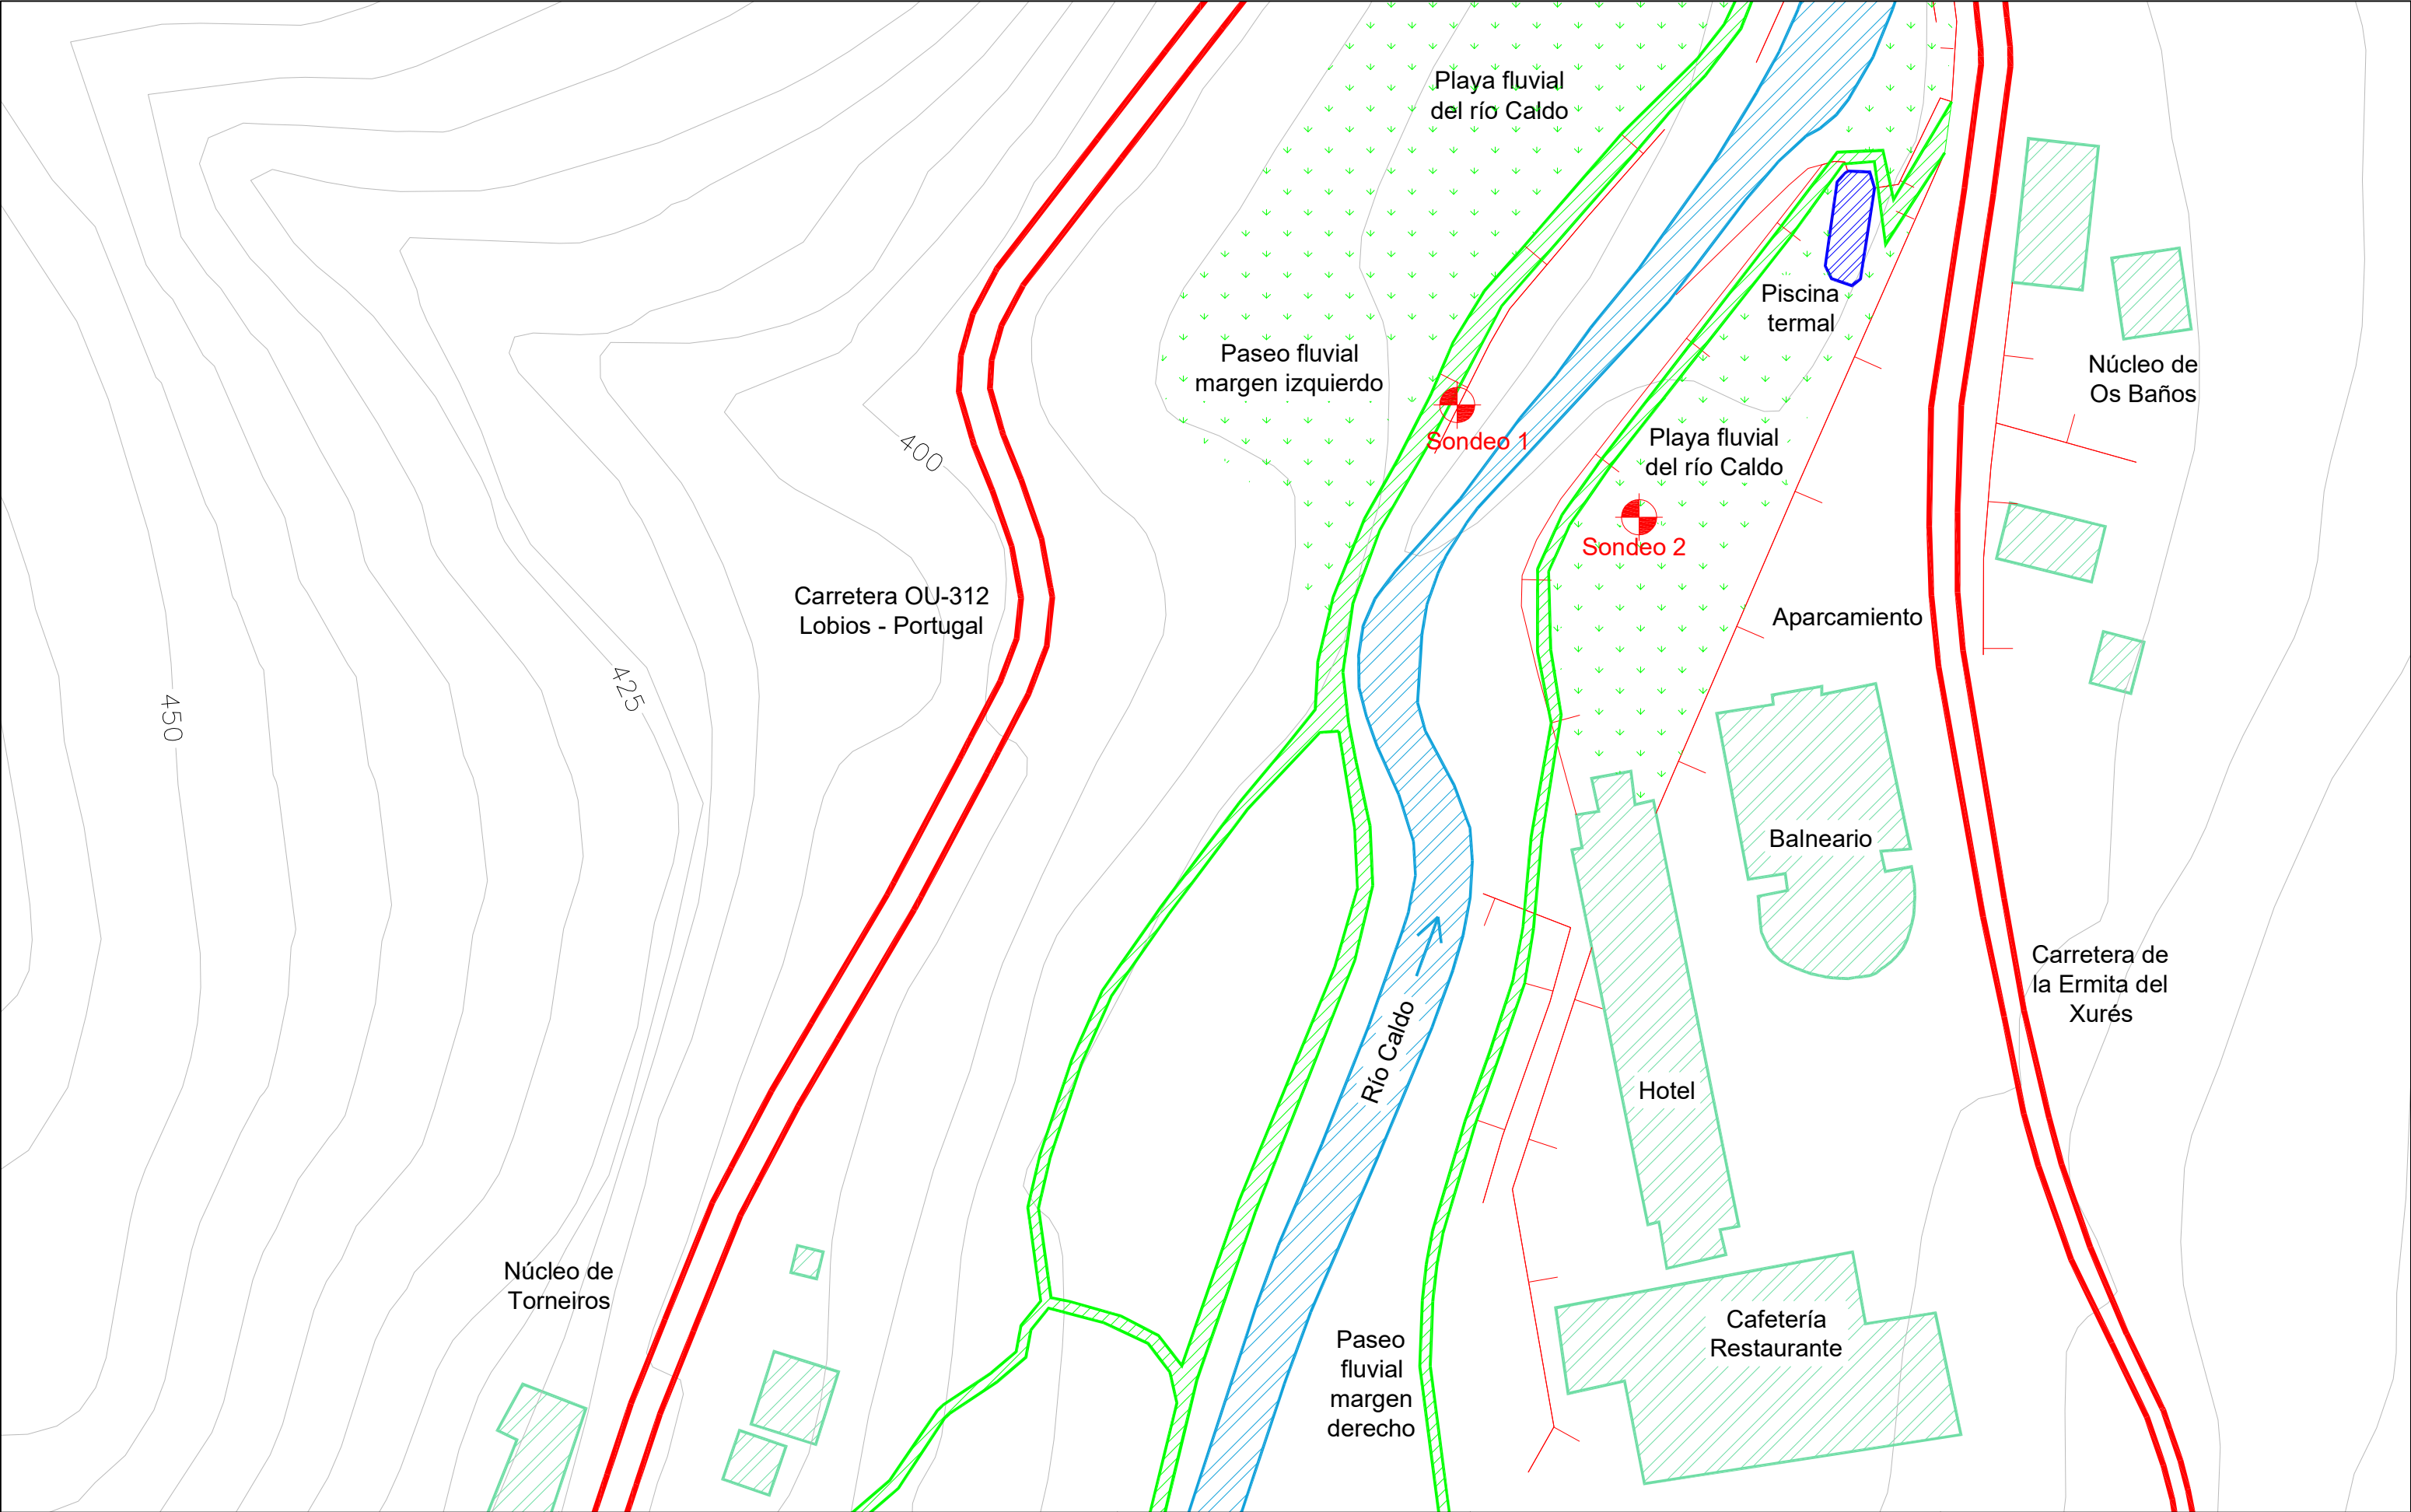 Playa fluvial
del río Caldo
Piscina
termal
Paseo fluvial
margen izquierdo
Núcleo de
Os Baños
Sondeo 1
Playa fluvial
del río Caldo
400
Sondeo 2
Carretera OU-312
Lobios - Portugal
Aparcamiento
425
450
Balneario
Carretera de
la Ermita del
Xurés
Río Caldo
Hotel
Núcleo de
Torneiros
Cafetería
Restaurante
Paseo
fluvial
margen
derecho